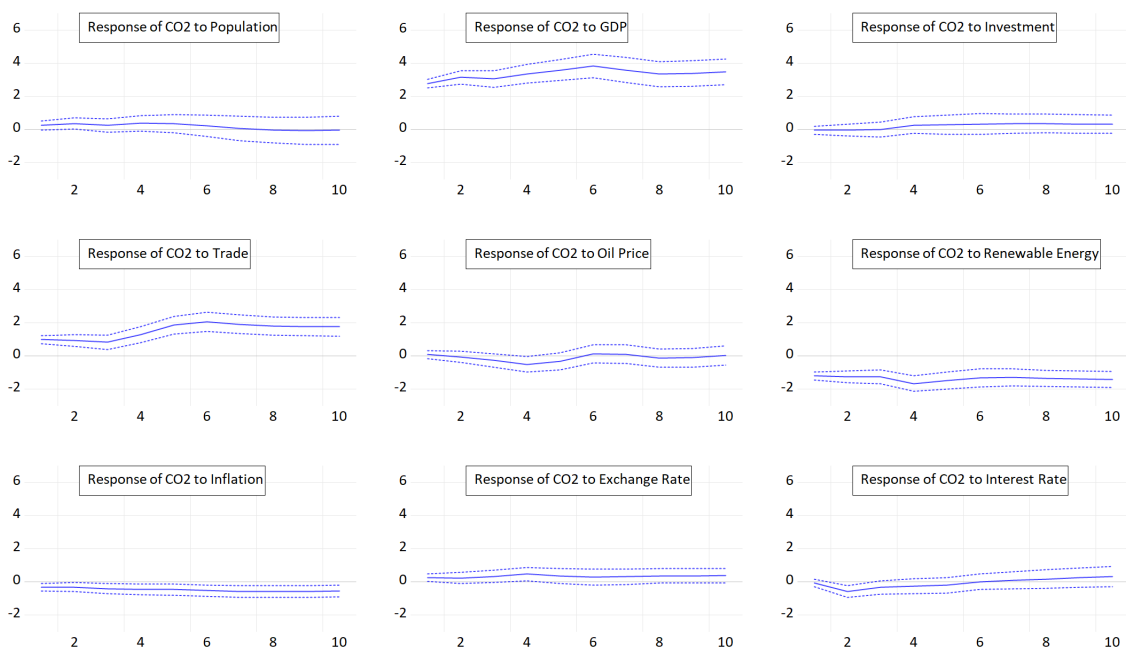 Response of CO2 to Population
6
4
2
0
-2
2 4 6 8 10
Response of CO2 to GDP
6
4
2
0
-2
2 4 6 8 10
Response of CO2 to Investment
6
4
2
0
-2
2 4 6 8 10
Response of CO2 to Trade
6
4
2
0
-2
2 4 6 8 10
Response of CO2 to Oil Price
6
4
2
0
-2
2 4 6 8 10
Response of CO2 to Renewable Energy
6
4
2
0
-2
2 4 6 8 10
Response of CO2 to Inflation
6
4
2
0
-2
2 4 6 8 10
Response of CO2 to Exchange Rate
6
4
2
0
-2
2 4 6 8 10
Response of CO2 to Interest Rate
6
4
2
0
-2
2 4 6 8 10